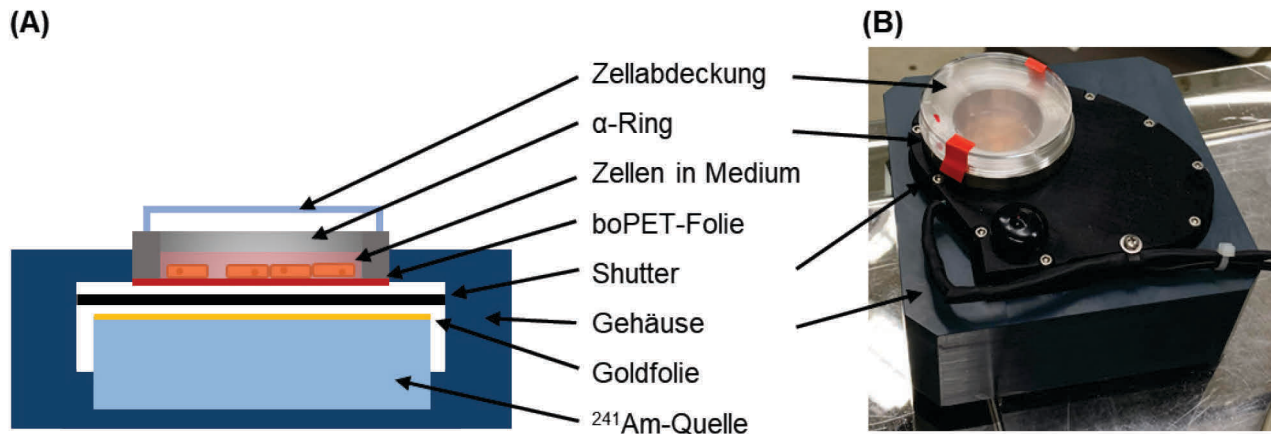 (A)
(B)
Zellabdeckung
α-Ring
Zellen in Medium
boPET-Folie
Shutter
Gehäuse
Goldfolie
²⁴¹Am-Quelle